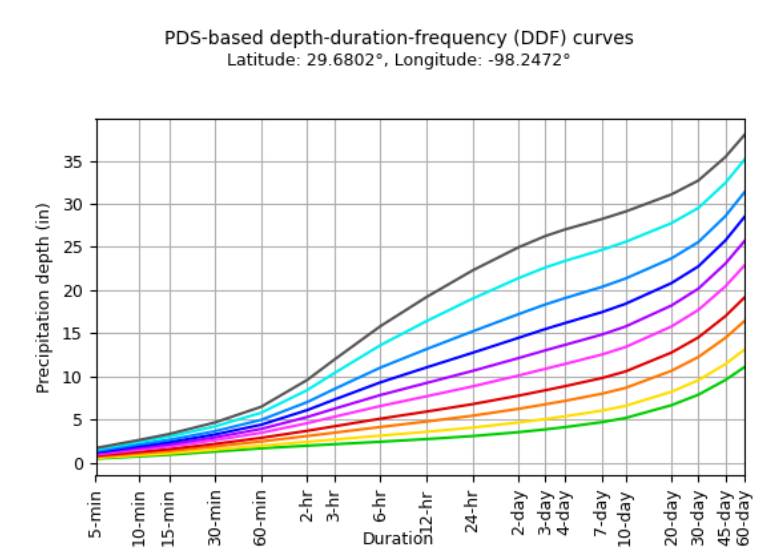 PDS-based depth-duration-frequency (DDF) curves
Latitude: 29.6802°, Longitude: -98.2472°
Precipitation depth (in)
35
30
25
20
15
10
5
0
5-min
10-min
15-min
30-min
60-min
2-hr
3-hr
6-hr
12-hr
24-hr
2-day
3-day
4-day
7-day
10-day
20-day
30-day
45-day
60-day
Duration